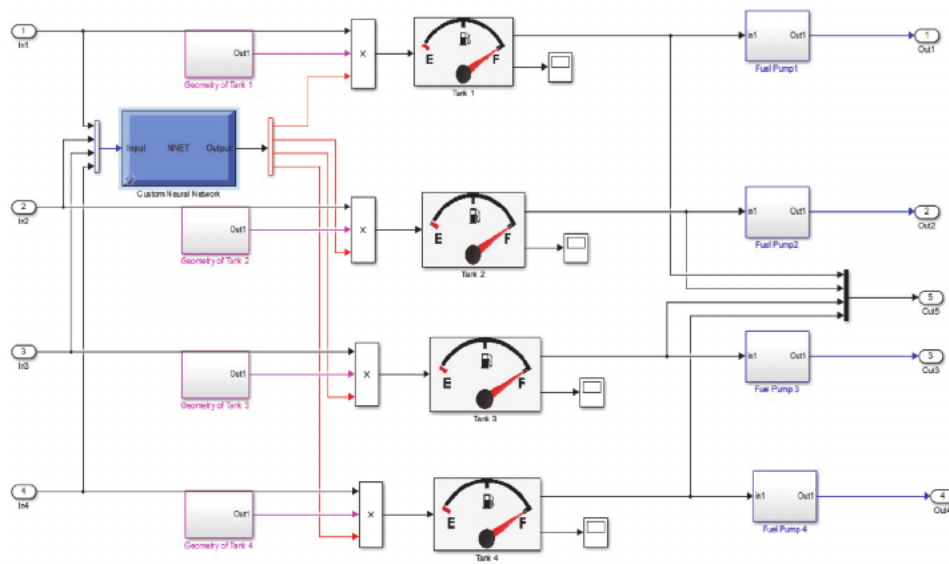 1
In1
Out1
Geometry of Tank 1
×
E
F
Tank 1
in1
Out1
Fuel Pump1
1
Out1
Input
NNET
Output
Custom Neural Network
2
In2
Out1
Geometry of Tank 2
×
E
F
Tank 2
in1
Out1
Fuel Pump2
2
Out2
5
Out5
3
In3
Out1
Geometry of Tank 3
×
E
F
Tank 3
in1
Out1
Fuel Pump 3
3
Out3
4
In4
Out1
Geometry of Tank 4
×
E
F
Tank 4
in1
Out1
Fuel Pump 4
4
Out4